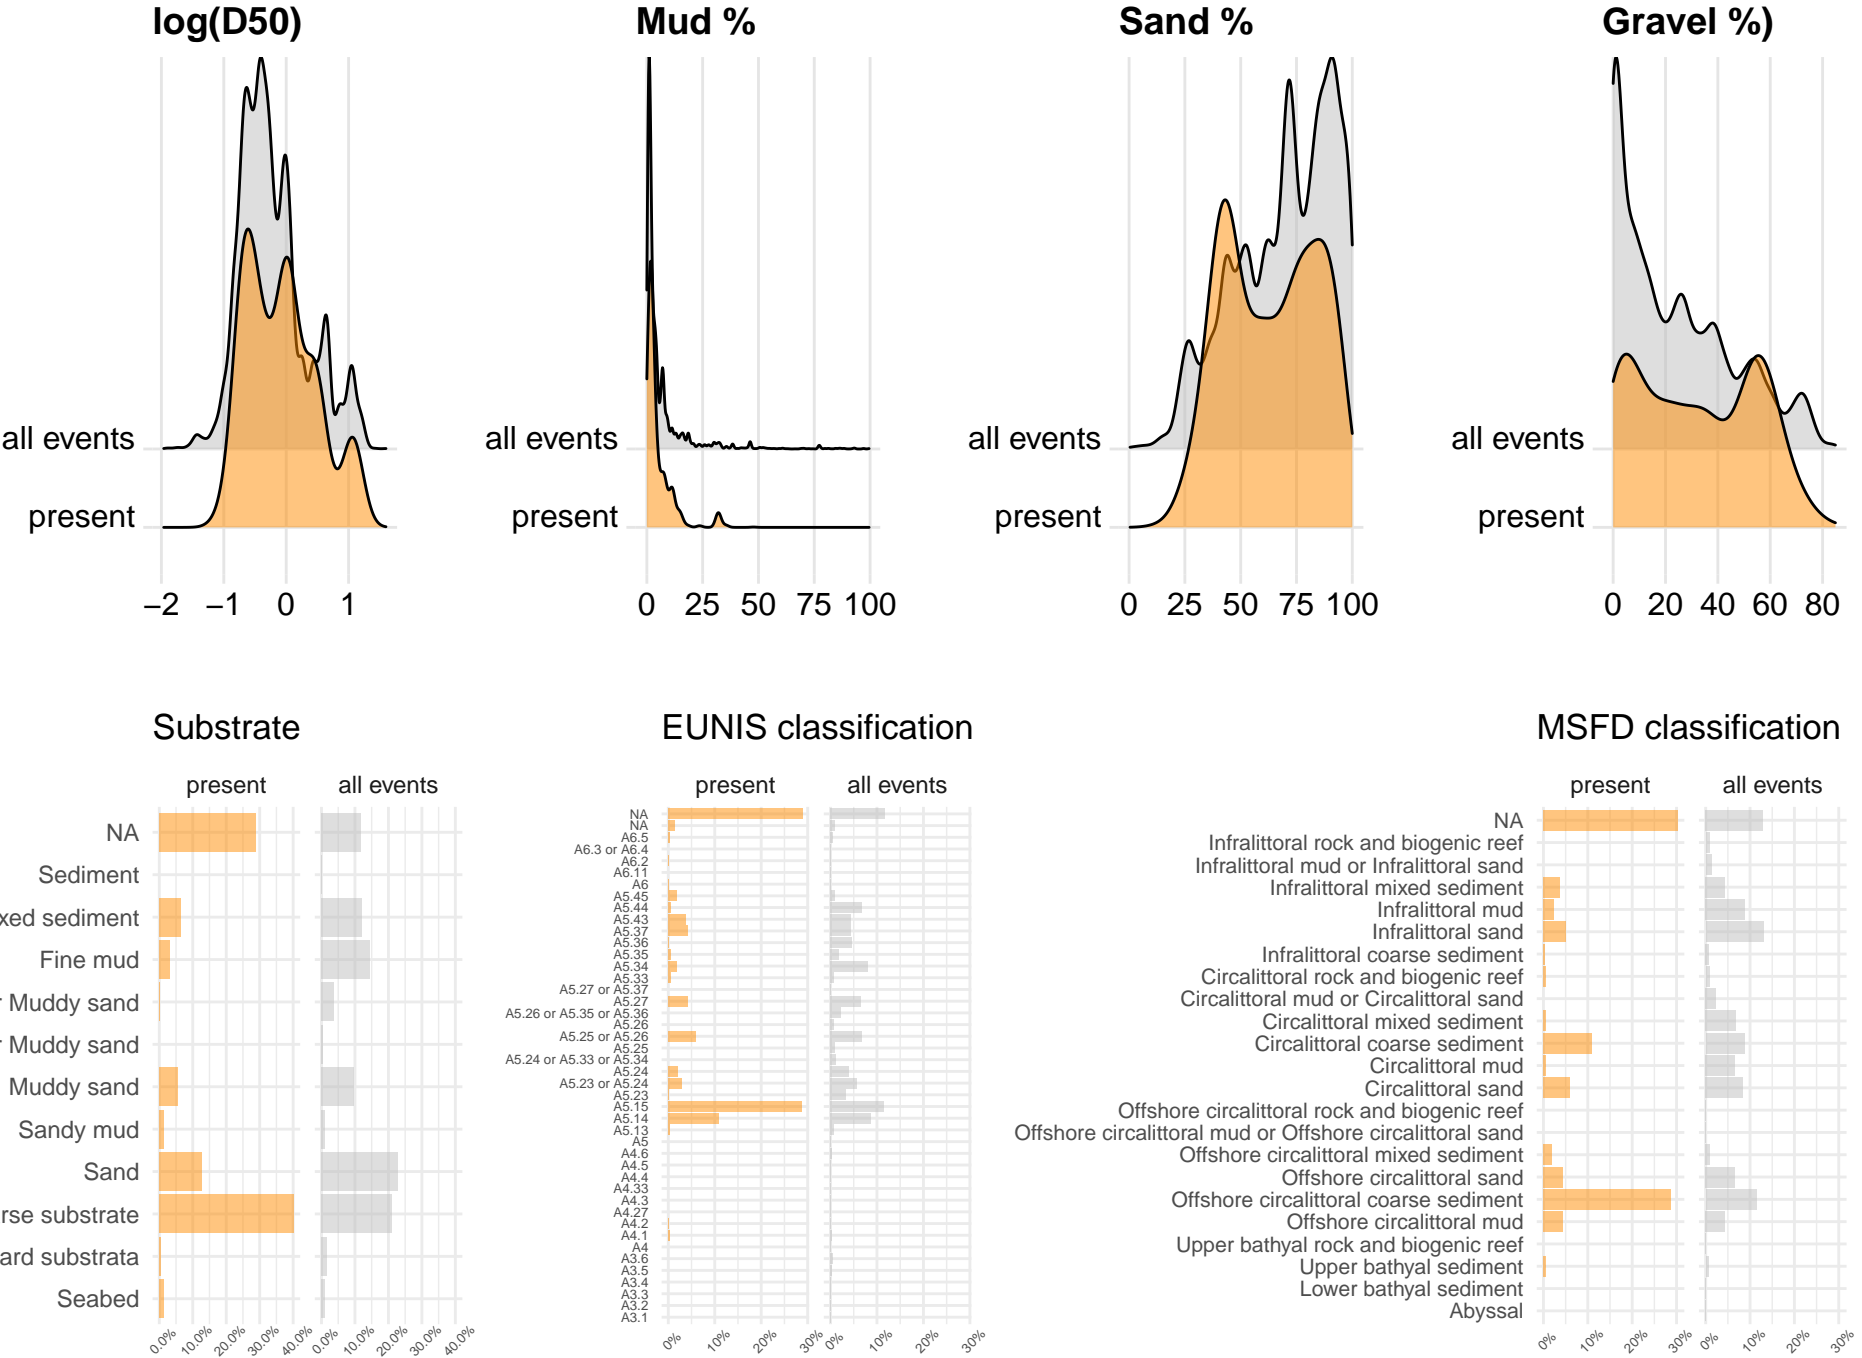 log(D50)
Mud %
Sand %
Gravel %)
all events
present
−2 −1 0 1
all events
present
0 25 50 75 100
all events
present
0 25 50 75 100
all events
present
0 20 40 60 80
Substrate
present all events
NA
Sediment
xed sediment
Fine mud
r Muddy sand
r Muddy sand
Muddy sand
Sandy mud
Sand
rse substrate
ard substrata
Seabed
0.0% 10.0% 20.0% 30.0% 40.0% 0.0% 10.0% 20.0% 30.0% 40.0%
EUNIS classification
present all events
NA
NA
A6.5
A6.3 or A6.4
A6.2
A6.11
A6
A5.45
A5.44
A5.43
A5.37
A5.36
A5.35
A5.34
A5.33
A5.27 or A5.37
A5.27
A5.26 or A5.35 or A5.36
A5.26
A5.25 or A5.26
A5.25
A5.24 or A5.33 or A5.34
A5.24
A5.23 or A5.24
A5.23
A5.15
A5.14
A5.13
A5
A4.6
A4.5
A4.4
A4.33
A4.3
A4.27
A4.2
A4.1
A4
A3.6
A3.5
A3.4
A3.3
A3.2
A3.1
0% 10% 20% 30% 0% 10% 20% 30%
MSFD classification
present all events
NA
Infralittoral rock and biogenic reef
Infralittoral mud or Infralittoral sand
Infralittoral mixed sediment
Infralittoral mud
Infralittoral sand
Infralittoral coarse sediment
Circalittoral rock and biogenic reef
Circalittoral mud or Circalittoral sand
Circalittoral mixed sediment
Circalittoral coarse sediment
Circalittoral mud
Circalittoral sand
Offshore circalittoral rock and biogenic reef
Offshore circalittoral mud or Offshore circalittoral sand
Offshore circalittoral mixed sediment
Offshore circalittoral sand
Offshore circalittoral coarse sediment
Offshore circalittoral mud
Upper bathyal rock and biogenic reef
Upper bathyal sediment
Lower bathyal sediment
Abyssal
0% 10% 20% 30% 0% 10% 20% 30%